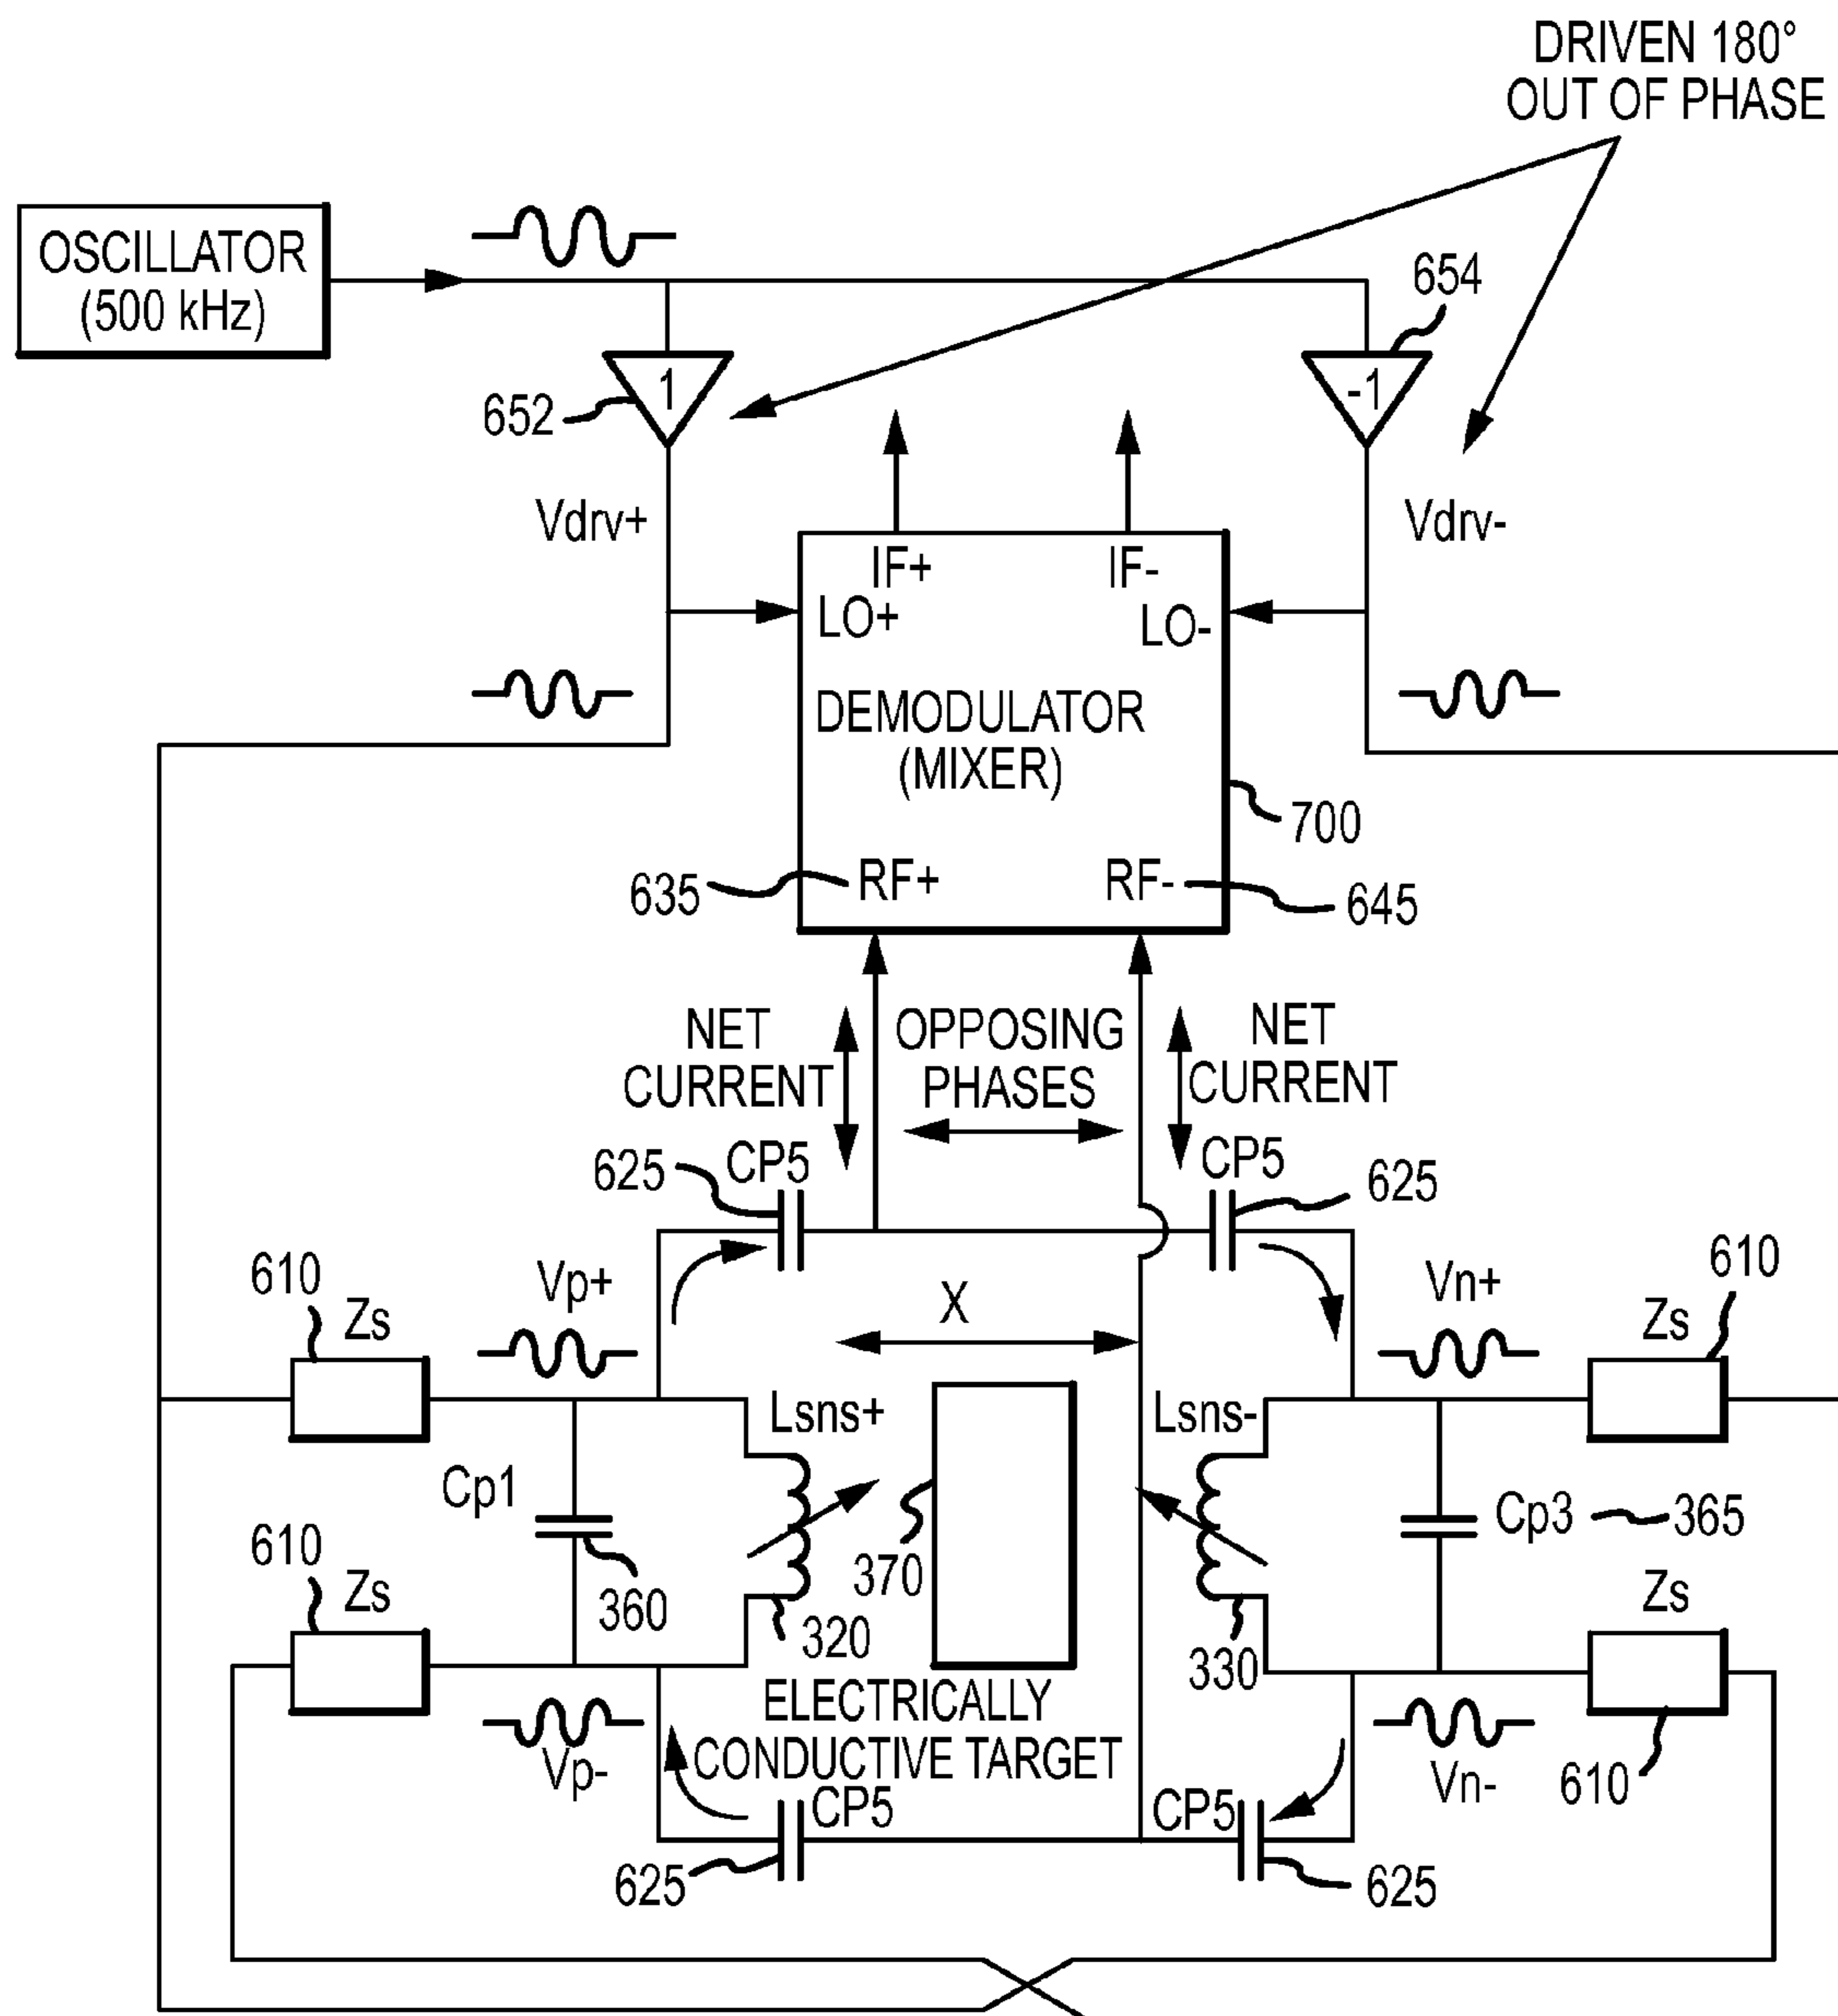 DRIVEN 180°
OUT OF PHASE
OSCILLATOR
(500 kHz)
654
1
-1
652
Vdrv+
Vdrv-
IF+
IF-
LO+
LO-
DEMODULATOR
(MIXER)
700
RF+
RF-
635
645
NET
CURRENT
OPPOSING
PHASES
NET
CURRENT
625
CP5
CP5
625
610
Zs
Vp+
X
Vn+
Zs
610
Lsns+
Lsns-
Cp1
Cp3
365
610
Zs
360
370
320
330
Zs
ELECTRICALLY
CONDUCTIVE TARGET
Vp-
Vn-
610
CP5
CP5
625
625